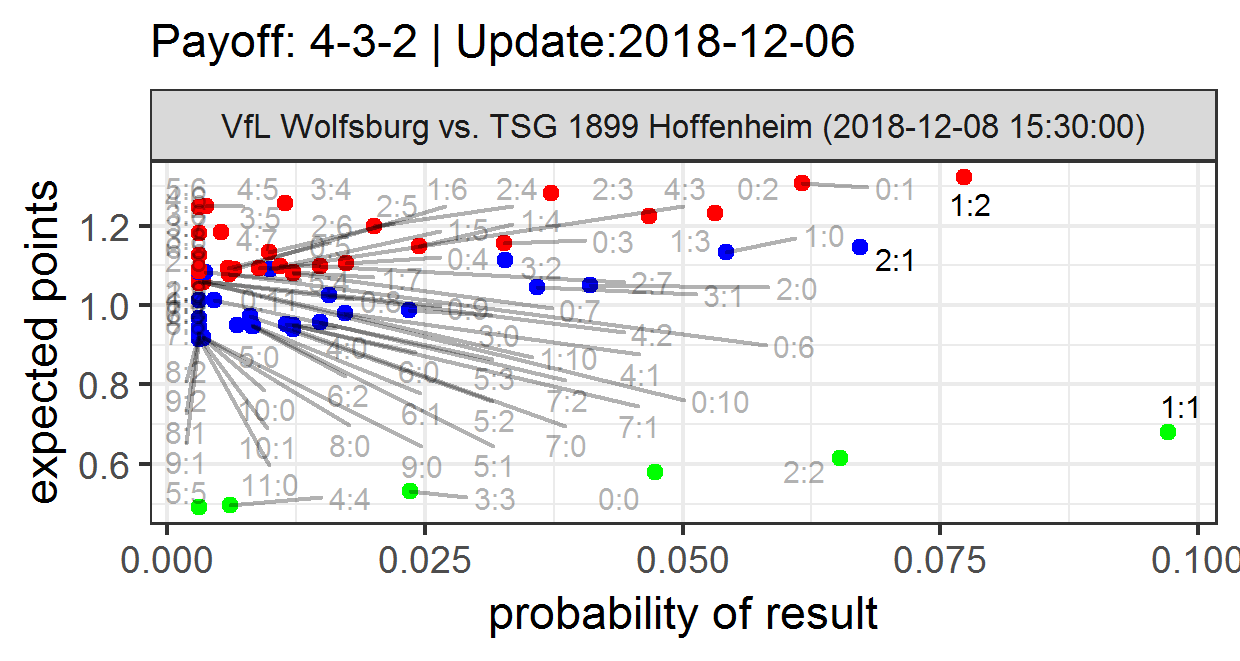 Payoff: 4-3-2 | Update:2018-12-06
VfL Wolfsburg vs. TSG 1899 Hoffenheim (2018-12-08 15:30:00)
expected points
1.2
1.0
0.8
0.6
5:6 4:5 3:4 1:6 2:4 2:3 4:3 0:2 0:1
2:5 1:2
3:5 2:6 1:4
4:7 0:5 1:5 0:3 1:3 1:0
0:4 3:2 2:1
5:4 1:7 2:7 2:0
0:11 0:8 0:9 0:7 3:1
3:0 4:2
5:0 4:0 1:10 0:6
8:2 6:0 5:3 4:1
9:2 10:0 6:2 7:2 0:10 1:1
8:1 6:1 5:2 7:1
10:1 8:0 7:0
9:1 9:0 5:1 2:2
5:5 11:0 4:4 3:3 0:0
0.000 0.025 0.050 0.075 0.100
probability of result